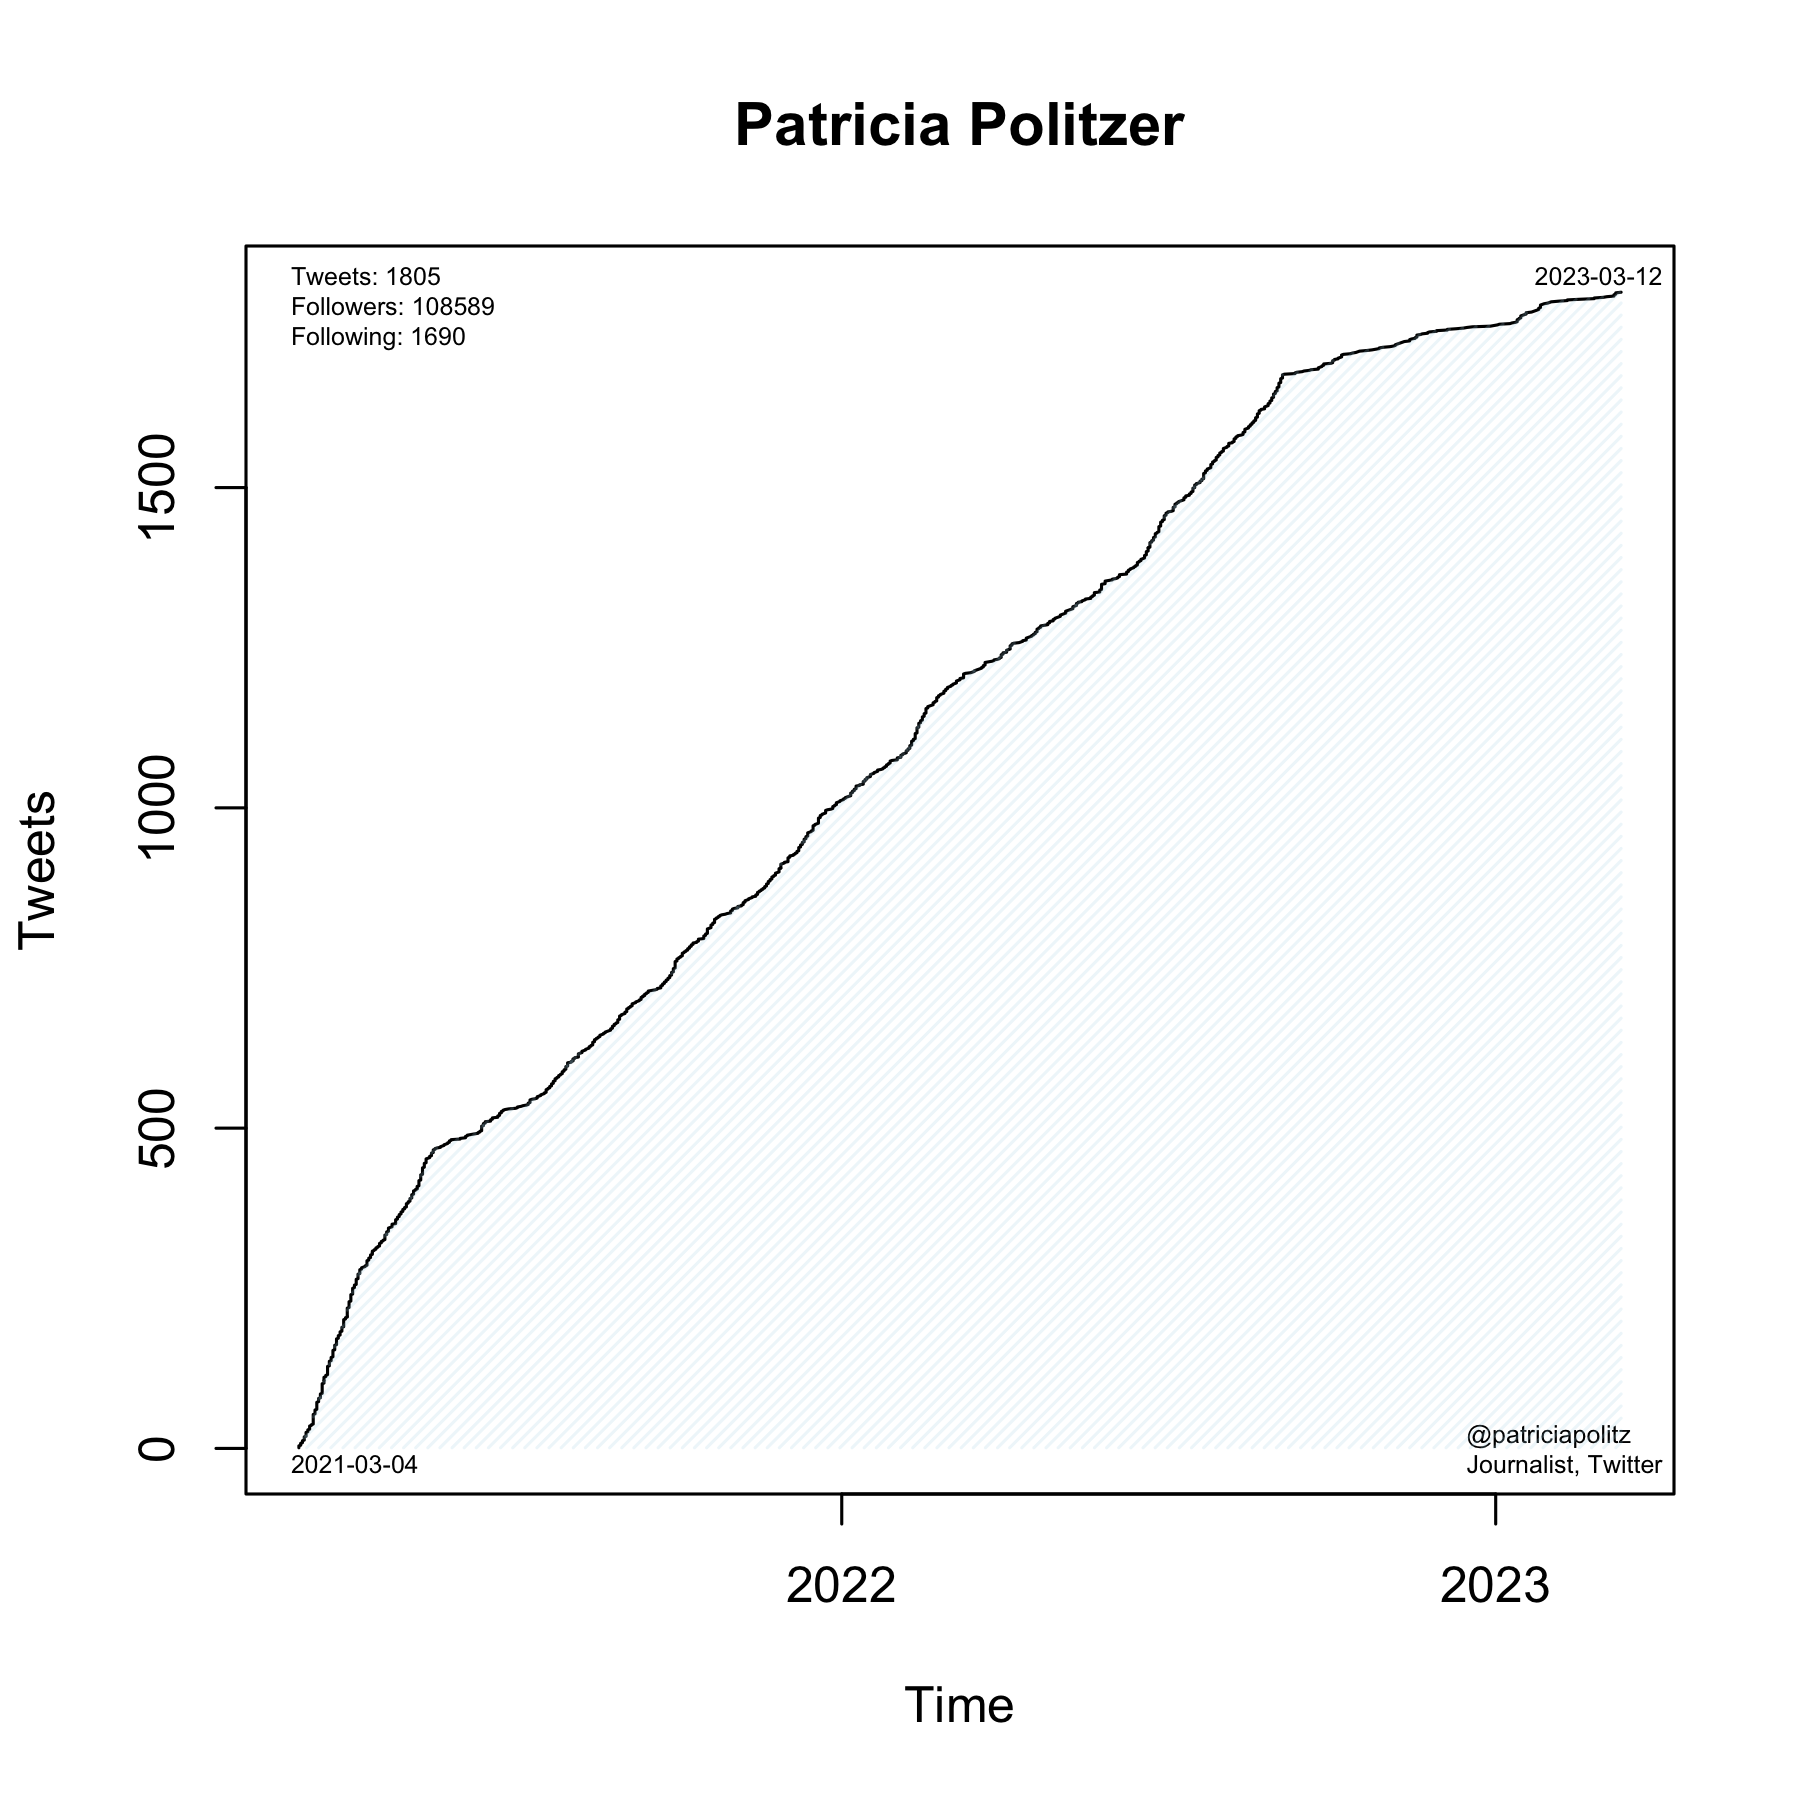 Patricia Politzer
Tweets: 1805
Followers: 108589
Following: 1690
2023-03-12
1500
1000
500
0
Tweets
2021-03-04
@patriciapolitz
Journalist, Twitter
2022
2023
Time